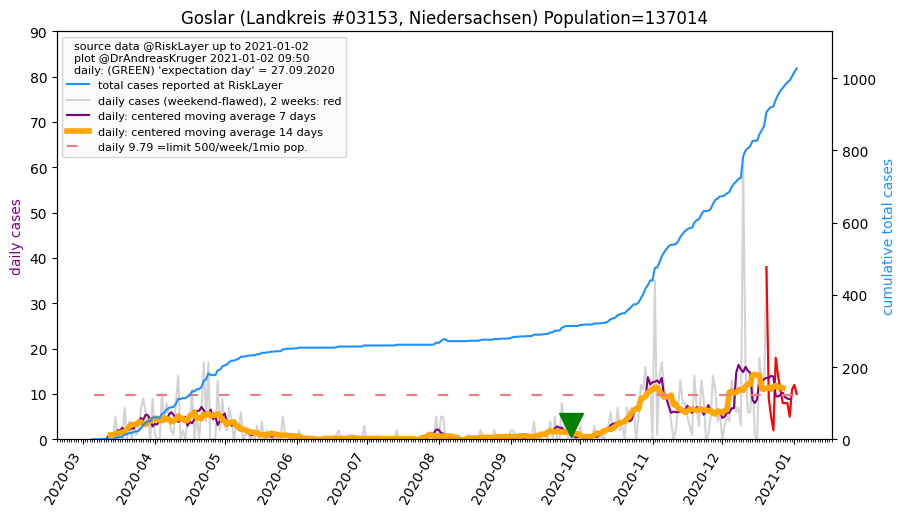 Goslar (Landkreis #03153, Niedersachsen) Population=137014
source data @RiskLayer up to 2021-01-02
plot @DrAndreasKruger 2021-01-02 09:50
daily: (GREEN) 'expectation day' = 27.09.2020
total cases reported at RiskLayer
daily cases (weekend-flawed), 2 weeks: red
daily: centered moving average 7 days
daily: centered moving average 14 days
daily 9.79 =limit 500/week/1mio pop.
daily cases
90
80
70
60
50
40
30
20
10
0
cumulative total cases
1000
800
600
400
200
0
2020-03
2020-04
2020-05
2020-06
2020-07
2020-08
2020-09
2020-10
2020-11
2020-12
2021-01